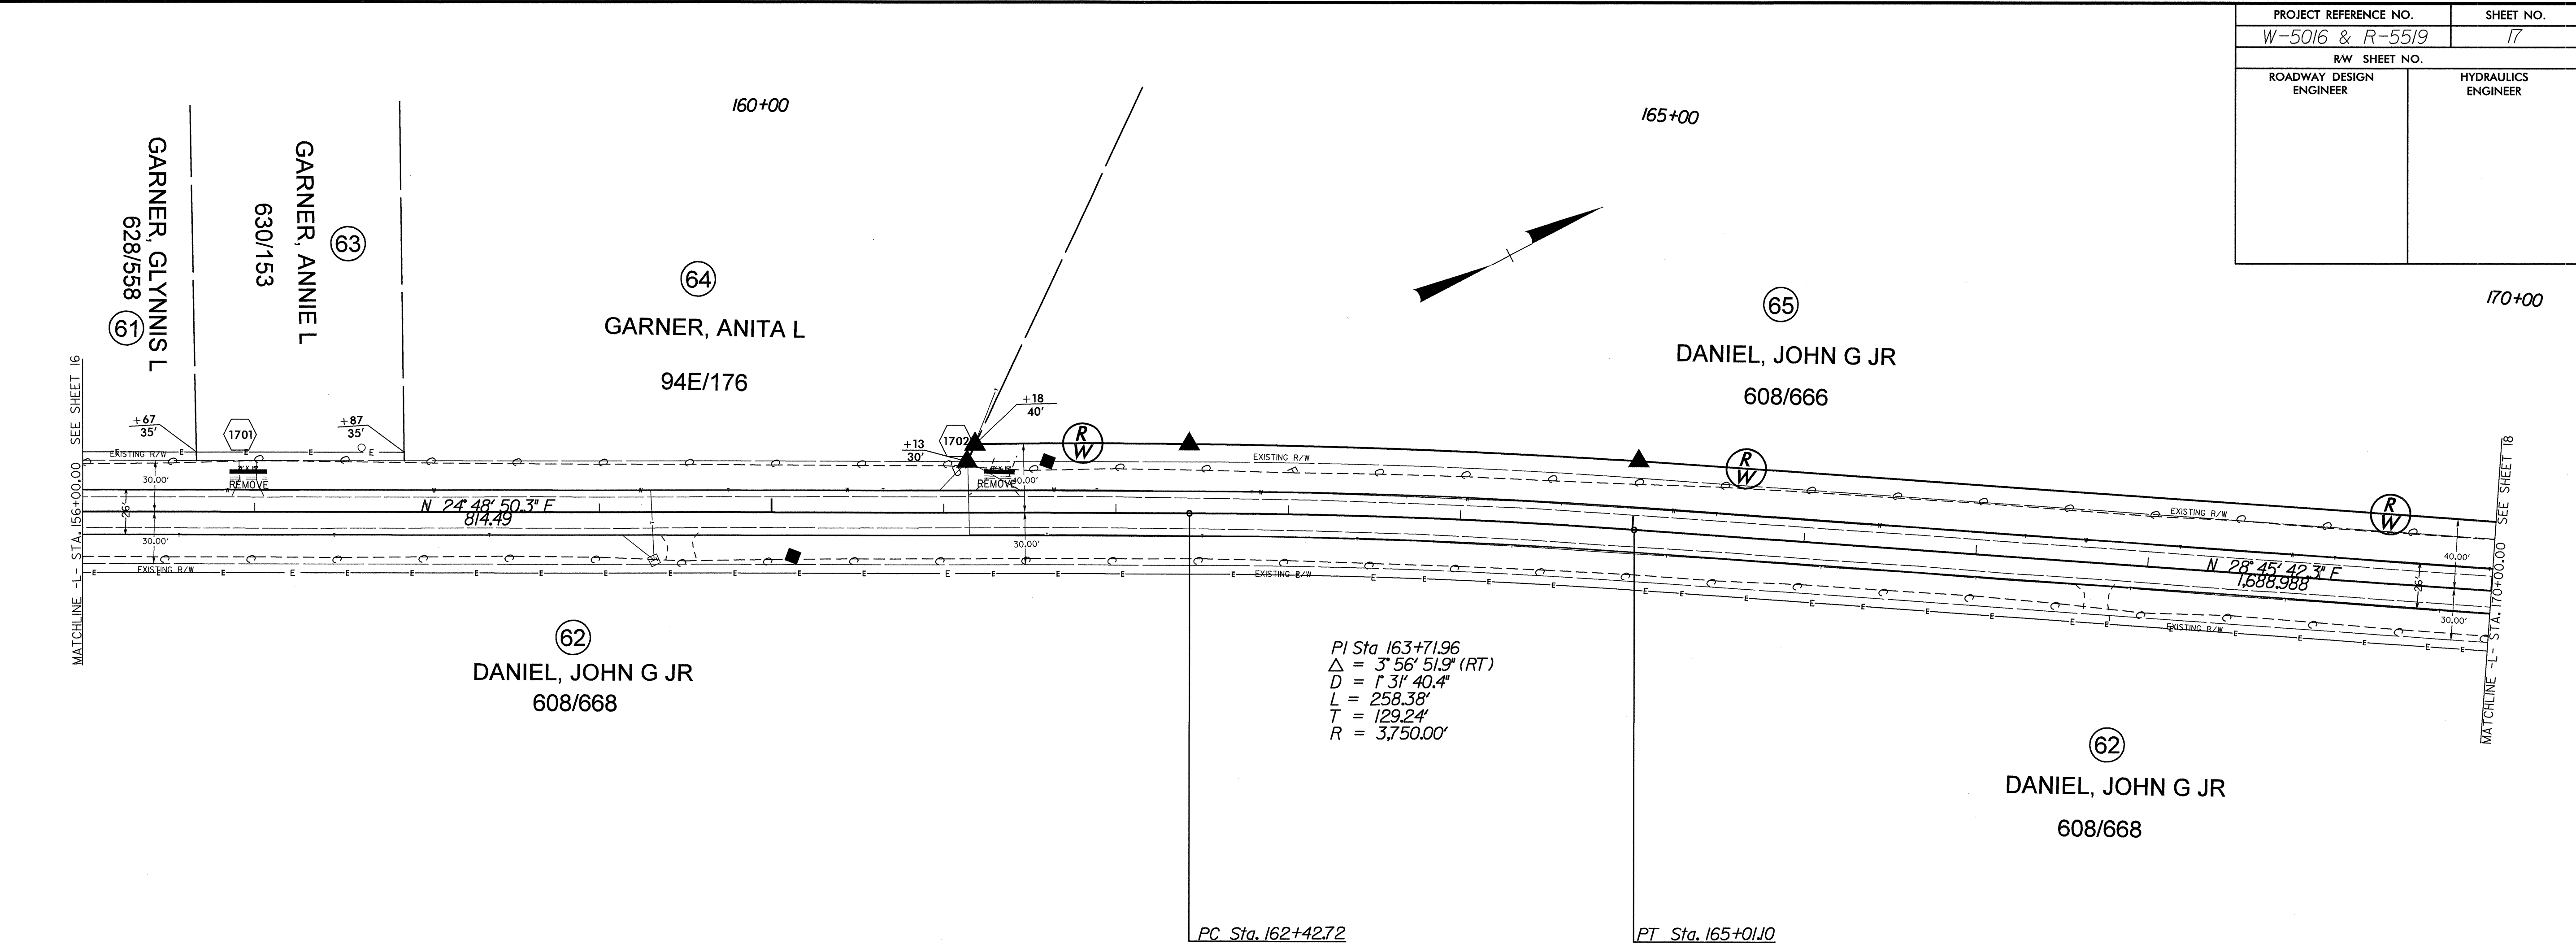 PROJECT REFERENCE NO.
SHEET NO.
W-5016 & R-5519
17
R/W SHEET NO.
ROADWAY DESIGN
ENGINEER
HYDRAULICS
ENGINEER
160+00
165+00
170+00
GARNER, GLYNNIS L
628/558
61
GARNER, ANNIE L
630/153
63
64
GARNER, ANITA L
94E/176
65
DANIEL, JOHN G JR
608/666
MATCHLINE -L- STA. 156+00.00 SEE SHEET 16
+67
35'
1701
+87
35'
+13
30'
1702
+18
40'
R
W
R
W
R
W
EXISTING R/W
EXISTING R/W
EXISTING R/W
REMOVE
REMOVE
30.00'
40.00'
26'
N 24° 48' 50.3" E
814.49
30.00'
30.00'
EXISTING R/W
EXISTING R/W
EXISTING R/W
40.00'
N 28° 45' 42.3" E
1,688.988
26'
30.00'
MATCHLINE -L- STA. 170+00.00 SEE SHEET 18
62
DANIEL, JOHN G JR
608/668
PI Sta 163+71.96
△ = 3° 56' 51.9" (RT)
D = 1° 31' 40.4"
L = 258.38'
T = 129.24'
R = 3,750.00'
62
DANIEL, JOHN G JR
608/668
PC Sta. 162+42.72
PT Sta. 165+01.10